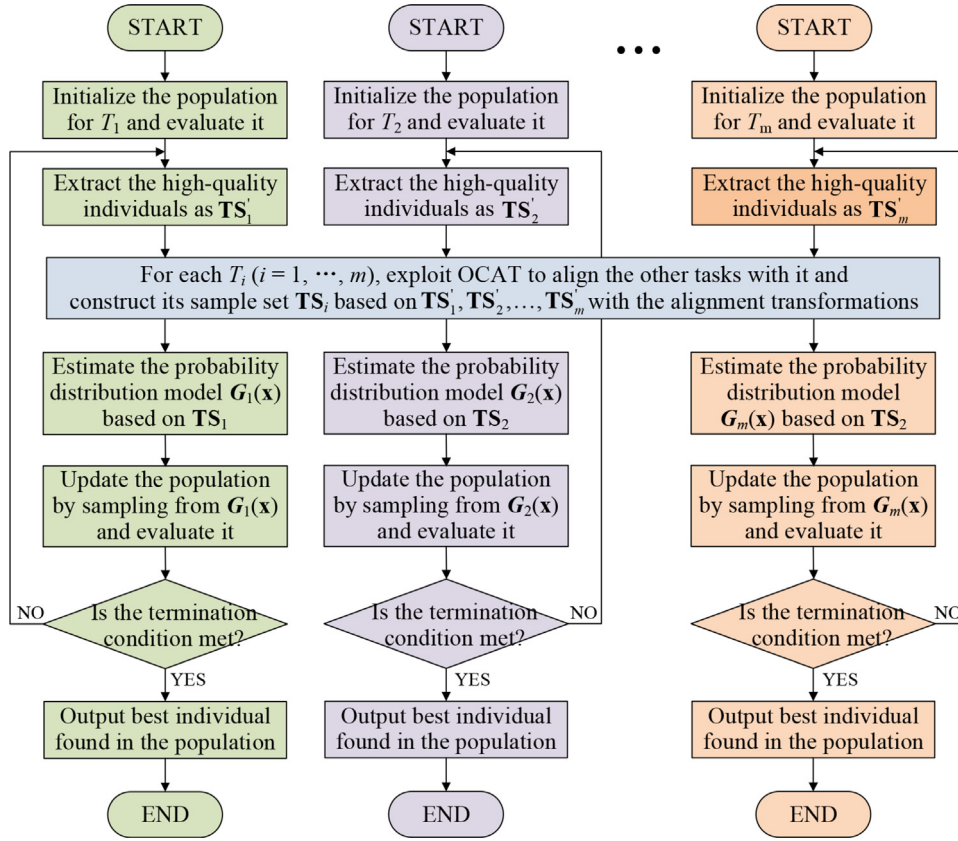 START
Initialize the population
for T₁ and evaluate it
Extract the high-quality
individuals as TS'₁
START
Initialize the population
for T₂ and evaluate it
Extract the high-quality
individuals as TS'₂
• • •
START
Initialize the population
for Tₘ and evaluate it
Extract the high-quality
individuals as TS'ₘ
For each Tᵢ (i = 1, ⋯, m), exploit OCAT to align the other tasks with it and
construct its sample set TSᵢ based on TS'₁, TS'₂, …, TS'ₘ with the alignment transformations
Estimate the probability
distribution model G₁(x)
based on TS₁
Update the population
by sampling from G₁(x)
and evaluate it
Is the termination
condition met?
NO
YES
Output best individual
found in the population
END
Estimate the probability
distribution model G₂(x)
based on TS₂
Update the population
by sampling from G₂(x)
and evaluate it
Is the termination
condition met?
NO
YES
Output best individual
found in the population
END
Estimate the probability
distribution model
Gₘ(x) based on TS₂
Update the population
by sampling from Gₘ(x)
and evaluate it
Is the termination
condition met?
NO
YES
Output best individual
found in the population
END